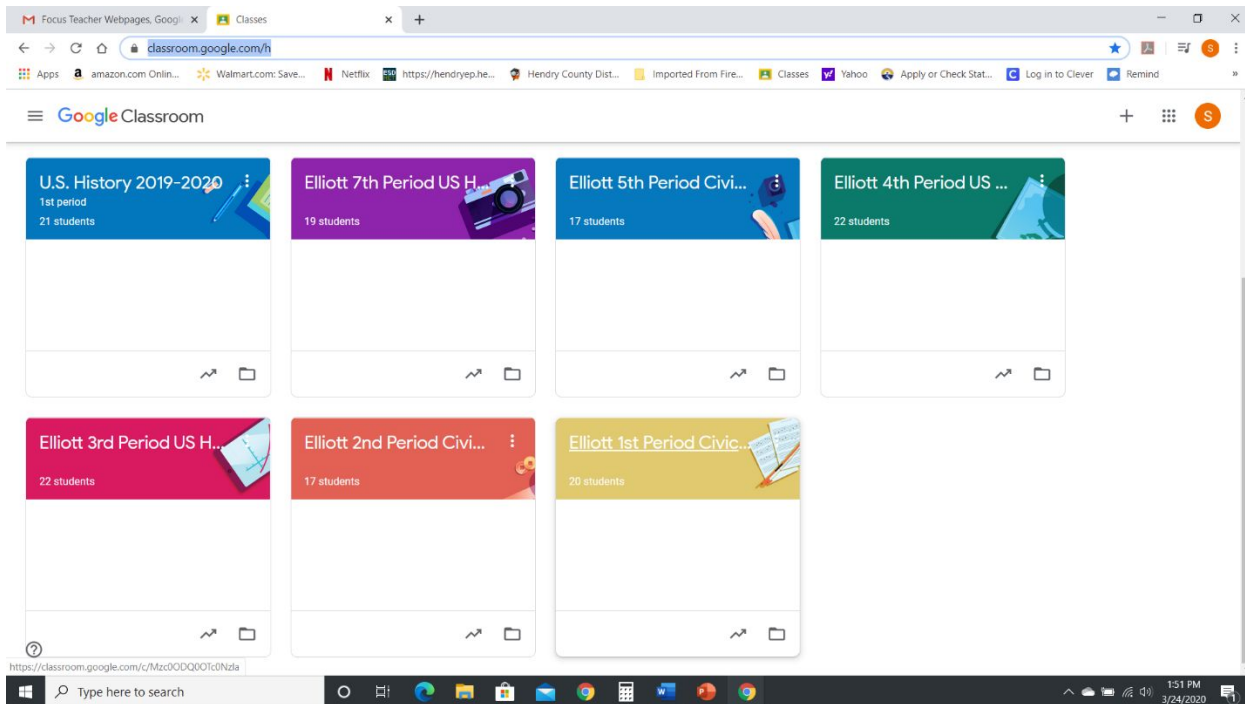 Focus Teacher Webpages, Googl
Classes
classroom.google.com/h
Apps
amazon.com Onlin...
Walmart.com: Save...
Netflix
https://hendryep.he...
Hendry County Dist...
Imported From Fire...
Classes
Yahoo
Apply or Check Stat...
Log in to Clever
Remind
»
Google Classroom
S
U.S. History 2019-2020
1st period
21 students
Elliott 7th Period US H...
19 students
Elliott 5th Period Civi...
17 students
Elliott 4th Period US ...
22 students
Elliott 3rd Period US H...
22 students
Elliott 2nd Period Civi...
17 students
Elliott 1st Period Civic...
20 students
https://classroom.google.com/c/Mzc0ODQ0OTc0Nzla
Type here to search
1:51 PM
3/24/2020